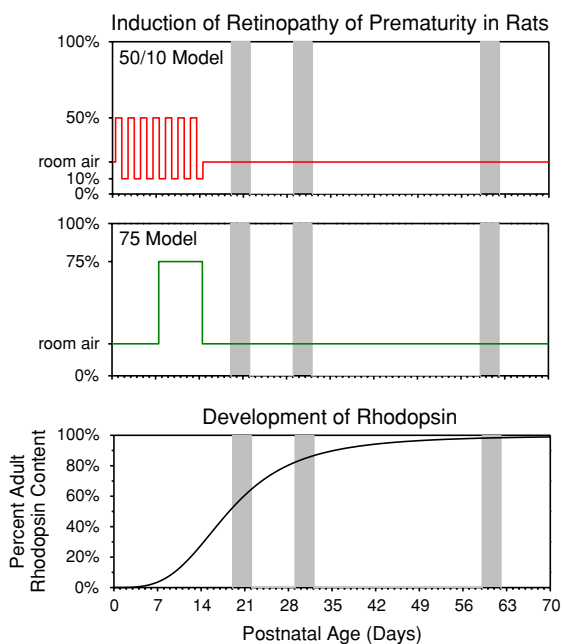 Induction of Retinopathy of Prematurity in Rats
100%
50/10 Model
50%
room air
10%
0%
100%
75 Model
75%
room air
0%
Development of Rhodopsin
Percent Adult
Rhodopsin Content
100%
80%
60%
40%
20%
0%
0 7 14 21 28 35 42 49 56 63 70
Postnatal Age (Days)